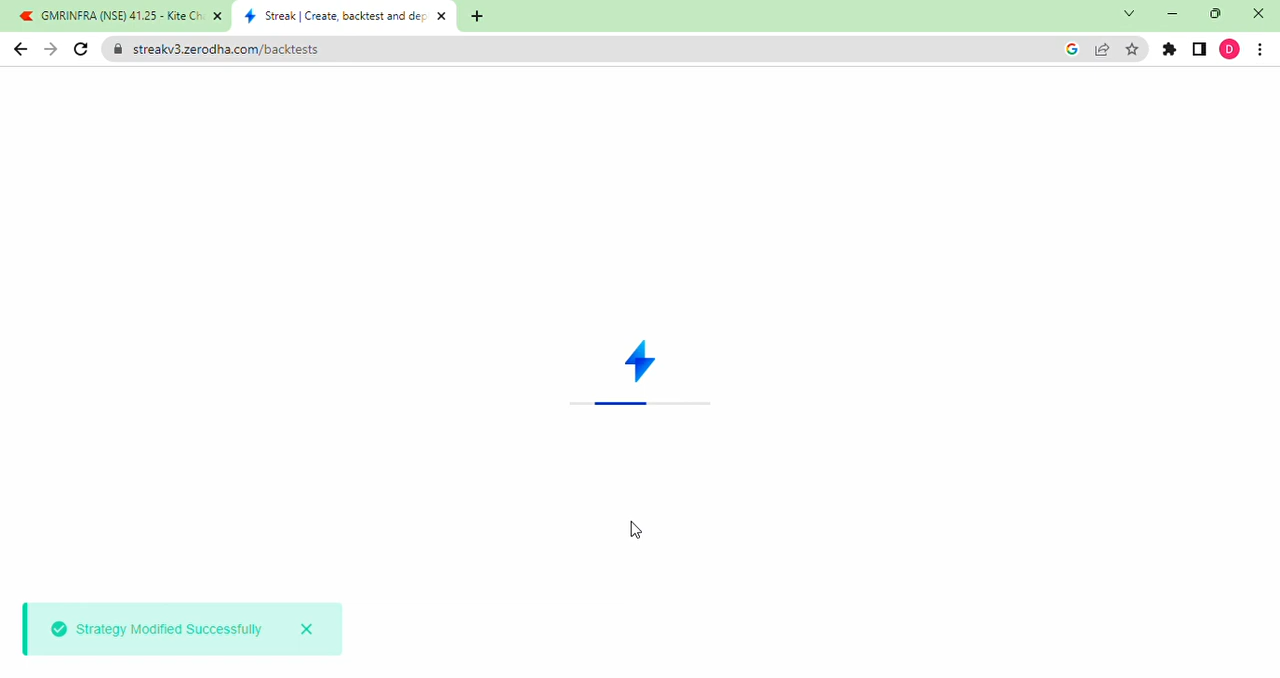 GMRINFRA (NSE) 41.25 - Kite Ch
Streak | Create, backtest and dep
streakv3.zerodha.com/backtests
G
D
Strategy Modified Successfully